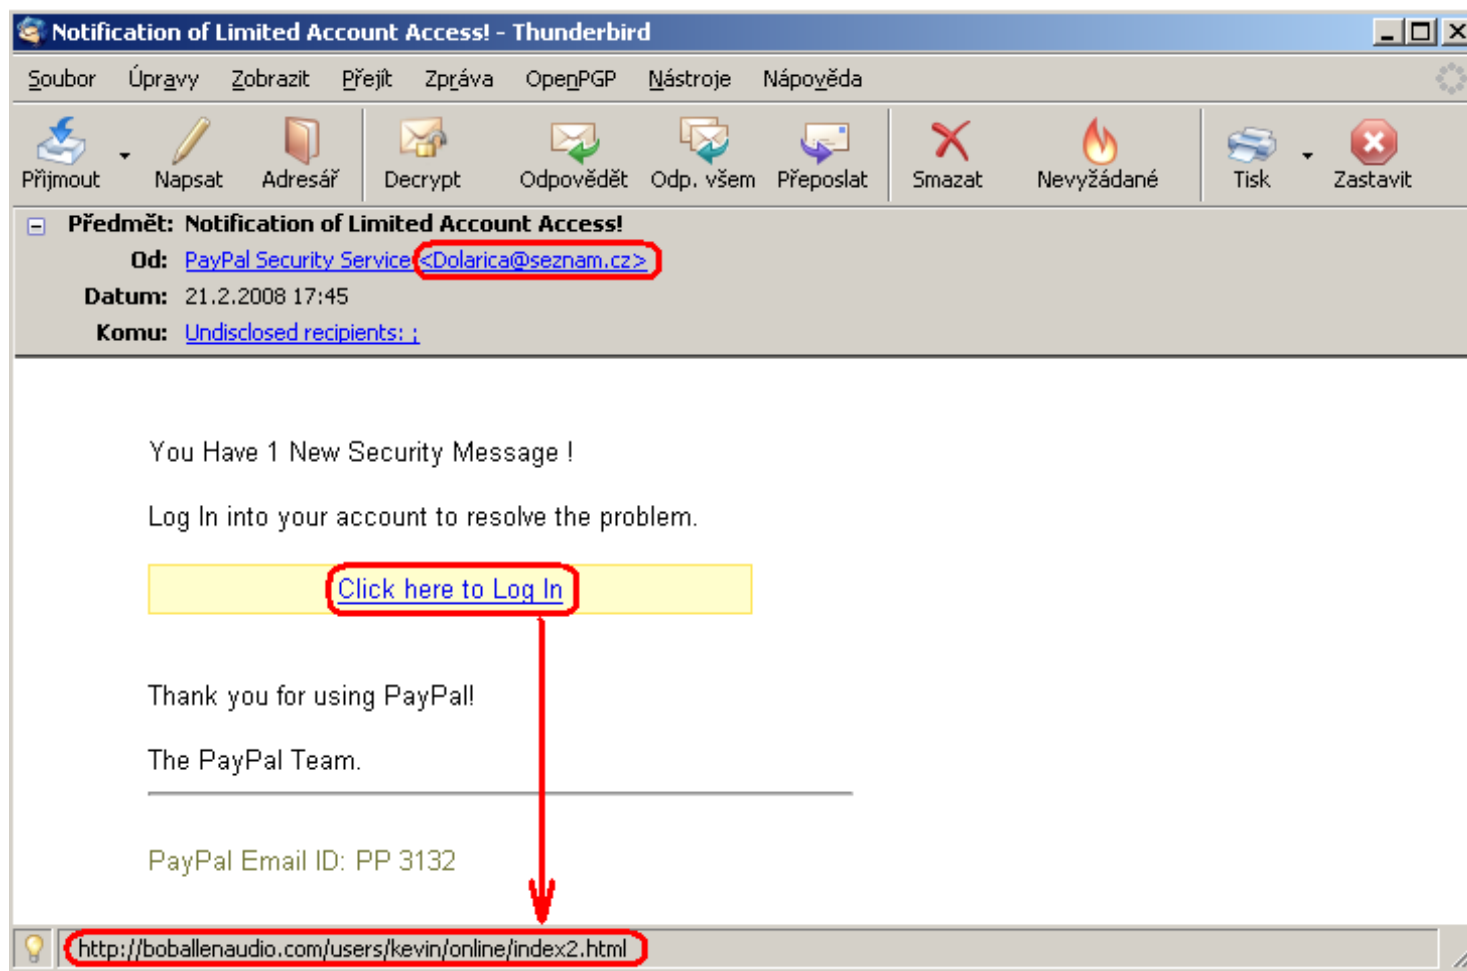 Notification of Limited Account Access! - Thunderbird
Soubor Úpravy Zobrazit Přejít Zpráva OpenPGP Nástroje Nápověda
Přijmout Napsat Adresář Decrypt Odpovědět Odp. všem Přeposlat Smazat Nevyžádané Tisk Zastavit
Předmět: Notification of Limited Account Access!
Od: PayPal Security Service <Dolarica@seznam.cz>
Datum: 21.2.2008 17:45
Komu: Undisclosed recipients: ;
You Have 1 New Security Message !
Log In into your account to resolve the problem.
Click here to Log In
Thank you for using PayPal!
The PayPal Team.
PayPal Email ID: PP 3132
http://boballenaudio.com/users/kevin/online/index2.html